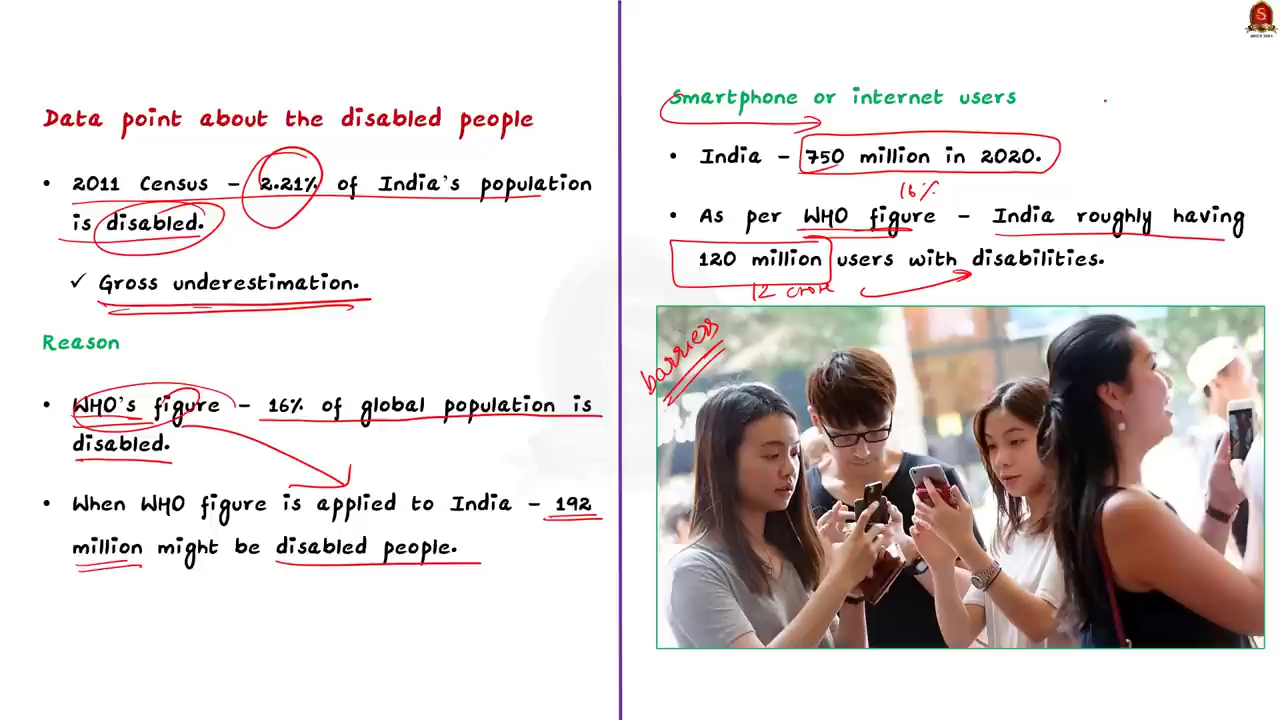 Data point about the disabled people
• 2011 Census – 2.21% of India's population
is disabled.
✓ Gross underestimation.
Reason
• WHO's figure – 16% of global population is
disabled.
• When WHO figure is applied to India – 192
million might be disabled people.
Smartphone or internet users
• India – 750 million in 2020.
16%
• As per WHO figure – India roughly having
120 million users with disabilities.
12 crore
barriers
S